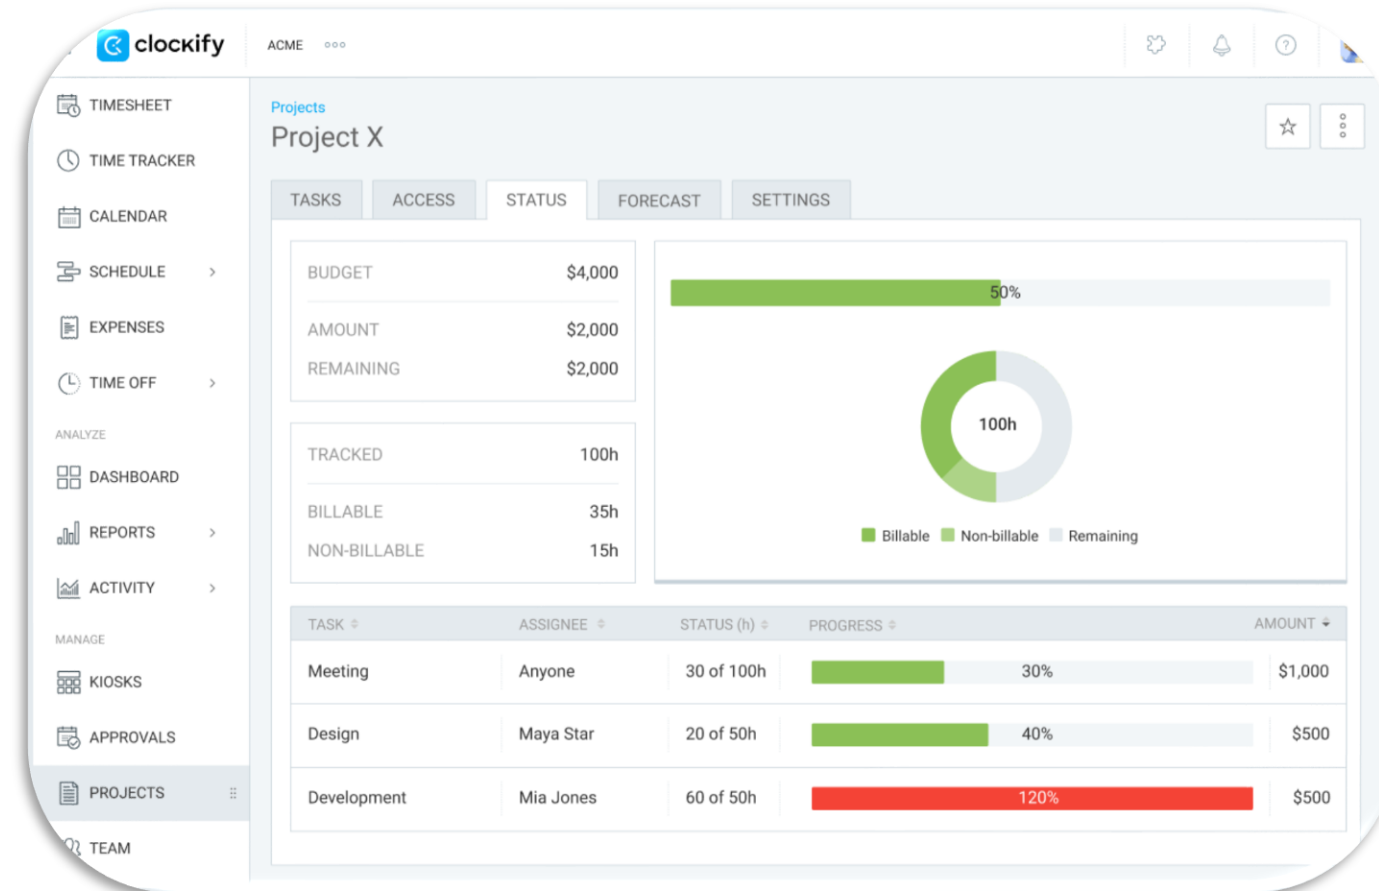 clockify ACME
TIMESHEET
TIME TRACKER
CALENDAR
SCHEDULE
EXPENSES
TIME OFF
ANALYZE
DASHBOARD
REPORTS
ACTIVITY
MANAGE
KIOSKS
APPROVALS
PROJECTS
TEAM
Projects
Project X
TASKS ACCESS STATUS FORECAST SETTINGS
BUDGET $4,000
AMOUNT $2,000
REMAINING $2,000
TRACKED 100h
BILLABLE 35h
NON-BILLABLE 15h
50%
100h
Billable Non-billable Remaining
TASK ASSIGNEE STATUS (h) PROGRESS AMOUNT
Meeting Anyone 30 of 100h 30% $1,000
Design Maya Star 20 of 50h 40% $500
Development Mia Jones 60 of 50h 120% $500